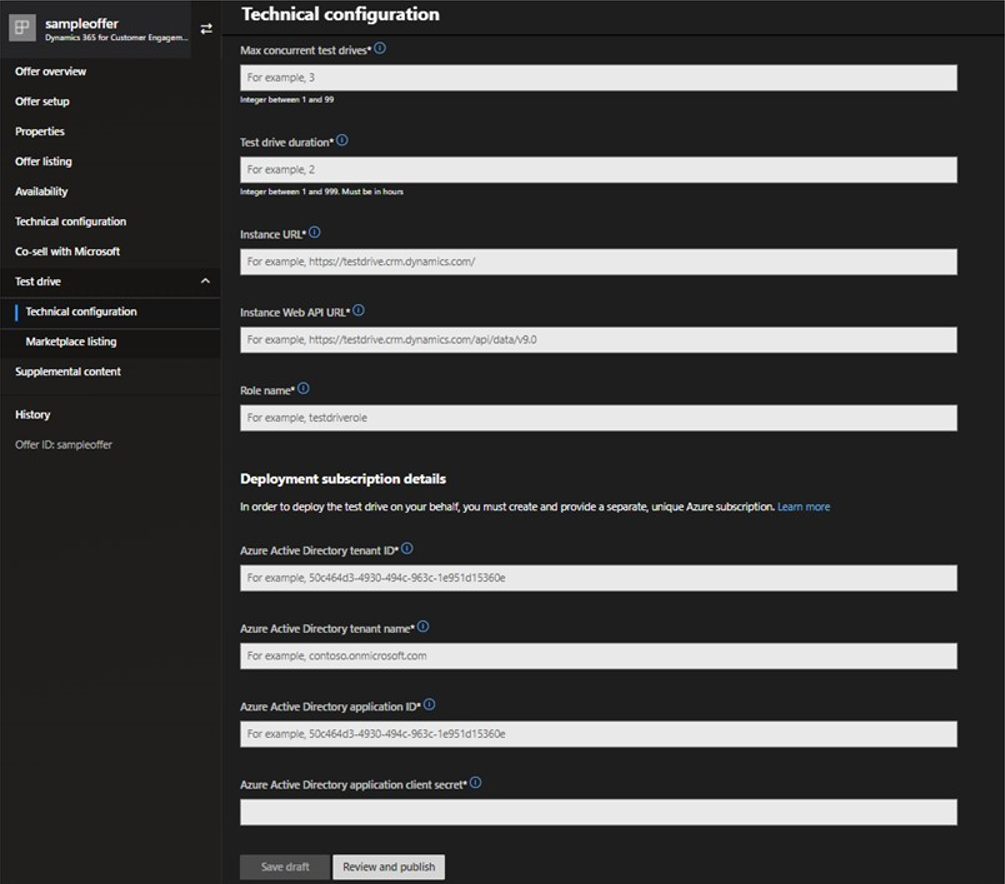 sampleoffer
Dynamics 365 for Customer Engagem...
Offer overview
Offer setup
Properties
Offer listing
Availability
Technical configuration
Co-sell with Microsoft
Test drive
Technical configuration
Marketplace listing
Supplemental content
History
Offer ID: sampleoffer
Technical configuration
Max concurrent test drives*
For example, 3
Integer between 1 and 99
Test drive duration*
For example, 2
Integer between 1 and 999. Must be in hours
Instance URL*
For example, https://testdrive.crm.dynamics.com/
Instance Web API URL*
For example, https://testdrive.crm.dynamics.com/api/data/v9.0
Role name*
For example, testdriverole
Deployment subscription details
In order to deploy the test drive on your behalf, you must create and provide a separate, unique Azure subscription. Learn more
Azure Active Directory tenant ID*
For example, 50c464d3-4930-494c-963c-1e951d15360e
Azure Active Directory tenant name*
For example, contoso.onmicrosoft.com
Azure Active Directory application ID*
For example, 50c464d3-4930-494c-963c-1e951d15360e
Azure Active Directory application client secret*
Save draft
Review and publish